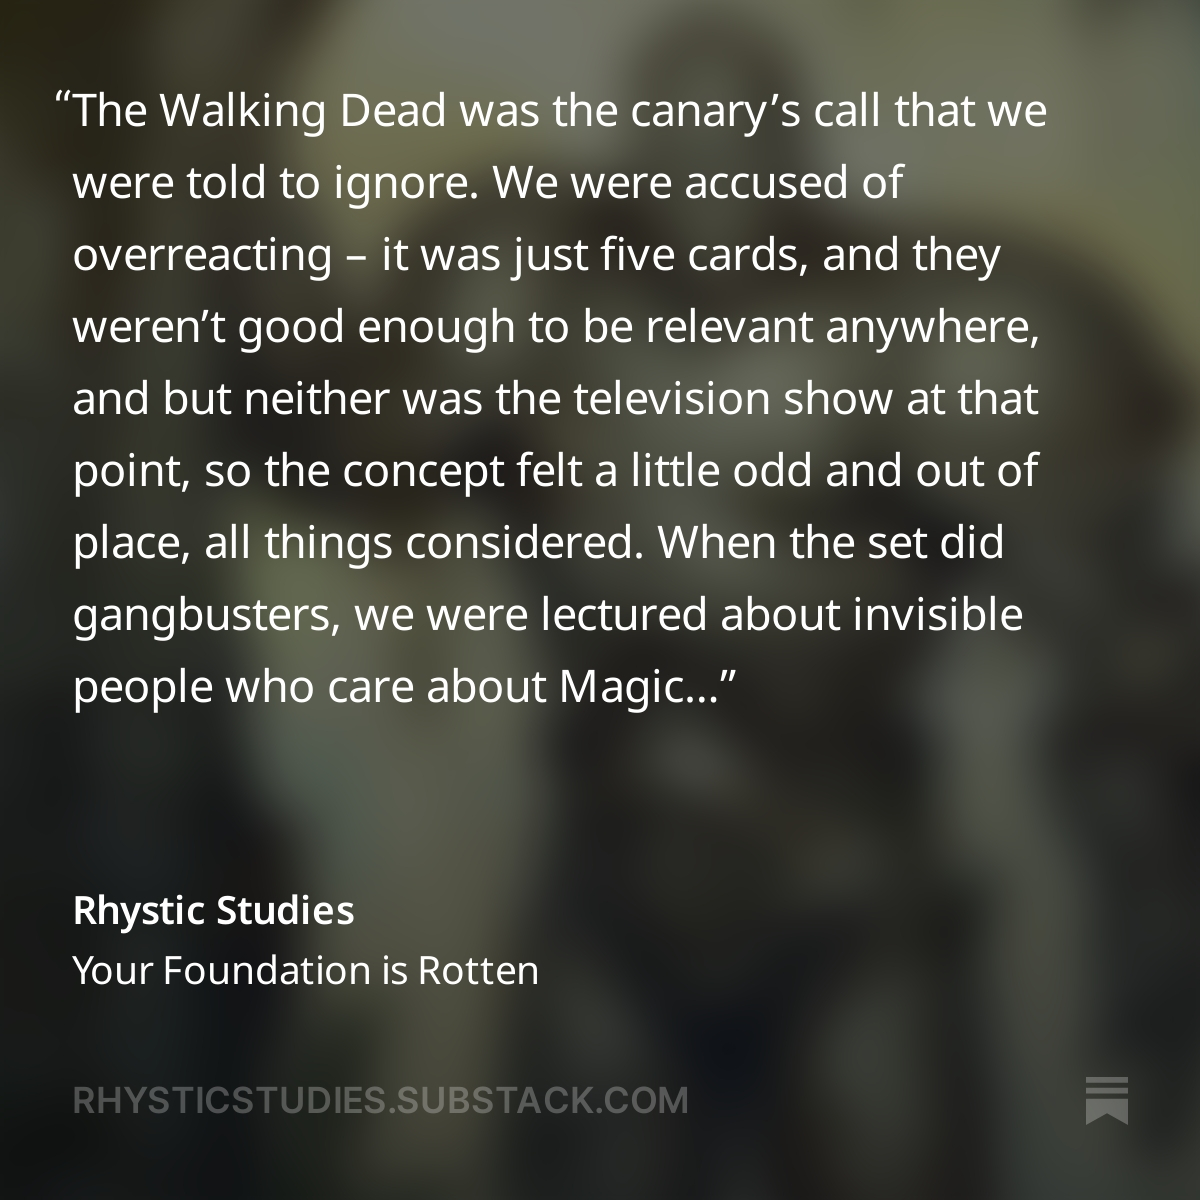 “The Walking Dead was the canary’s call that we
were told to ignore. We were accused of
overreacting – it was just five cards, and they
weren’t good enough to be relevant anywhere,
and but neither was the television show at that
point, so the concept felt a little odd and out of
place, all things considered. When the set did
gangbusters, we were lectured about invisible
people who care about Magic...”
Rhystic Studies
Your Foundation is Rotten
RHYSTICSTUDIES.SUBSTACK.COM